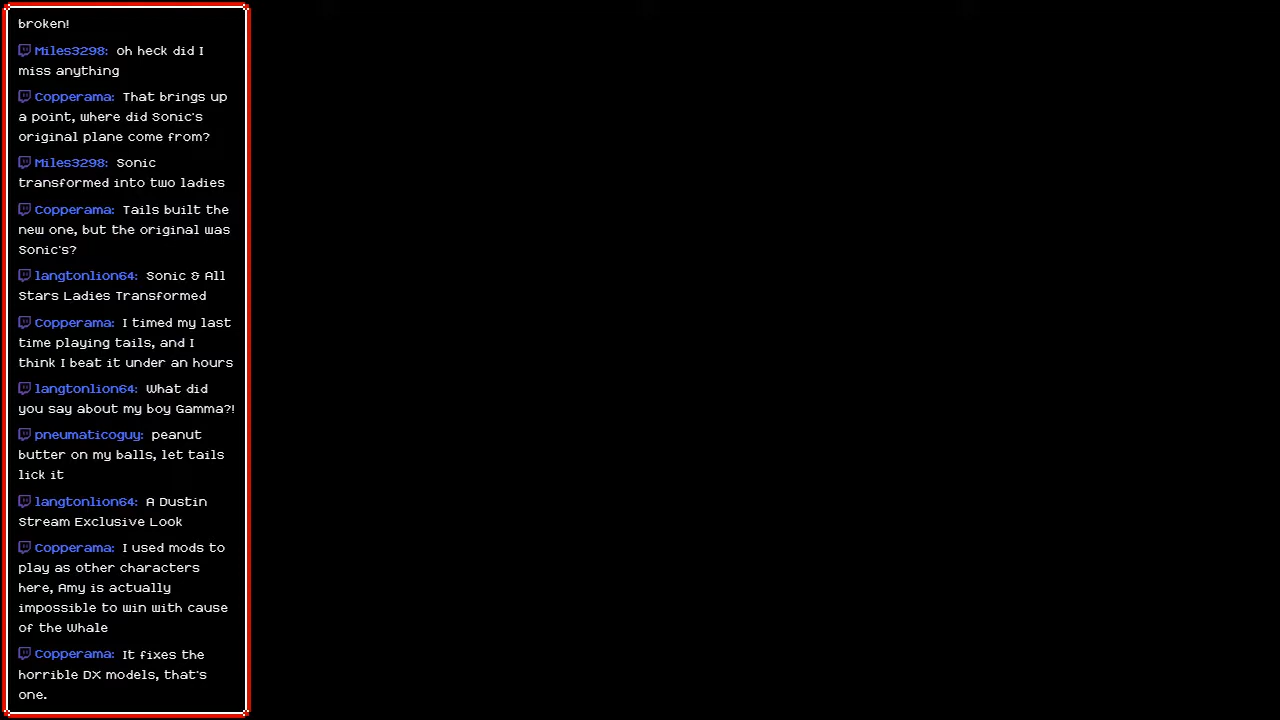 broken!
Miles3298: oh heck did I
miss anything
Copperama: That brings up
a point, where did Sonic's
original plane come from?
Miles3298: Sonic
transformed into two ladies
Copperama: Tails built the
new one, but the original was
Sonic's?
langtonlion64: Sonic & All
Stars Ladies Transformed
Copperama: I timed my last
time playing tails, and I
think I beat it under an hours
langtonlion64: What did
you say about my boy Gamma?!
pneumaticoguy: peanut
butter on my balls, let tails
lick it
langtonlion64: A Dustin
Stream Exclusive Look
Copperama: I used mods to
play as other characters
here, Amy is actually
impossible to win with cause
of the Whale
Copperama: It fixes the
horrible DX models, that's
one.